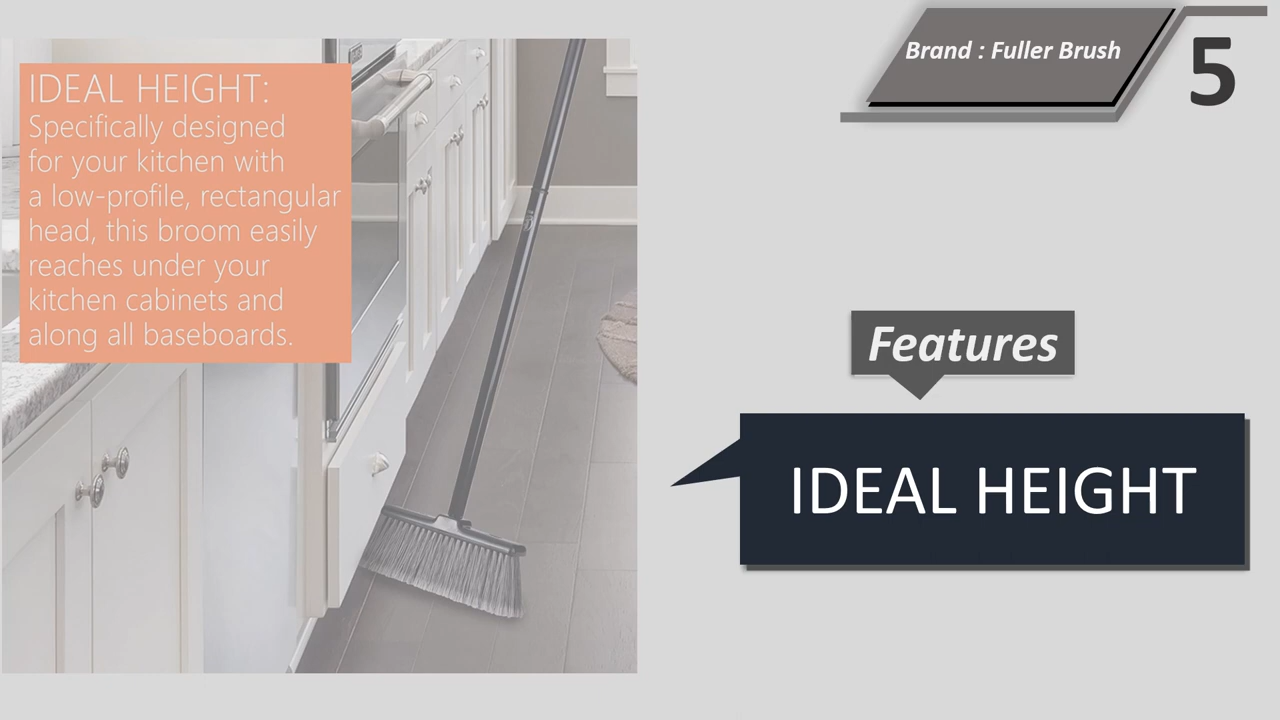 IDEAL HEIGHT:
Specifically designed
for your kitchen with
a low-profile, rectangular
head, this broom easily
reaches under your
kitchen cabinets and
along all baseboards.
Brand : Fuller Brush
5
Features
IDEAL HEIGHT